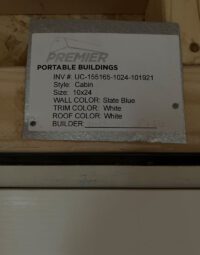 PREMIER
PORTABLE BUILDINGS
INV #: UC-155165-1024-101921
Style: Cabin
Size: 10x24
WALL COLOR: Slate Blue
TRIM COLOR: White
ROOF COLOR: White
BUILDER: